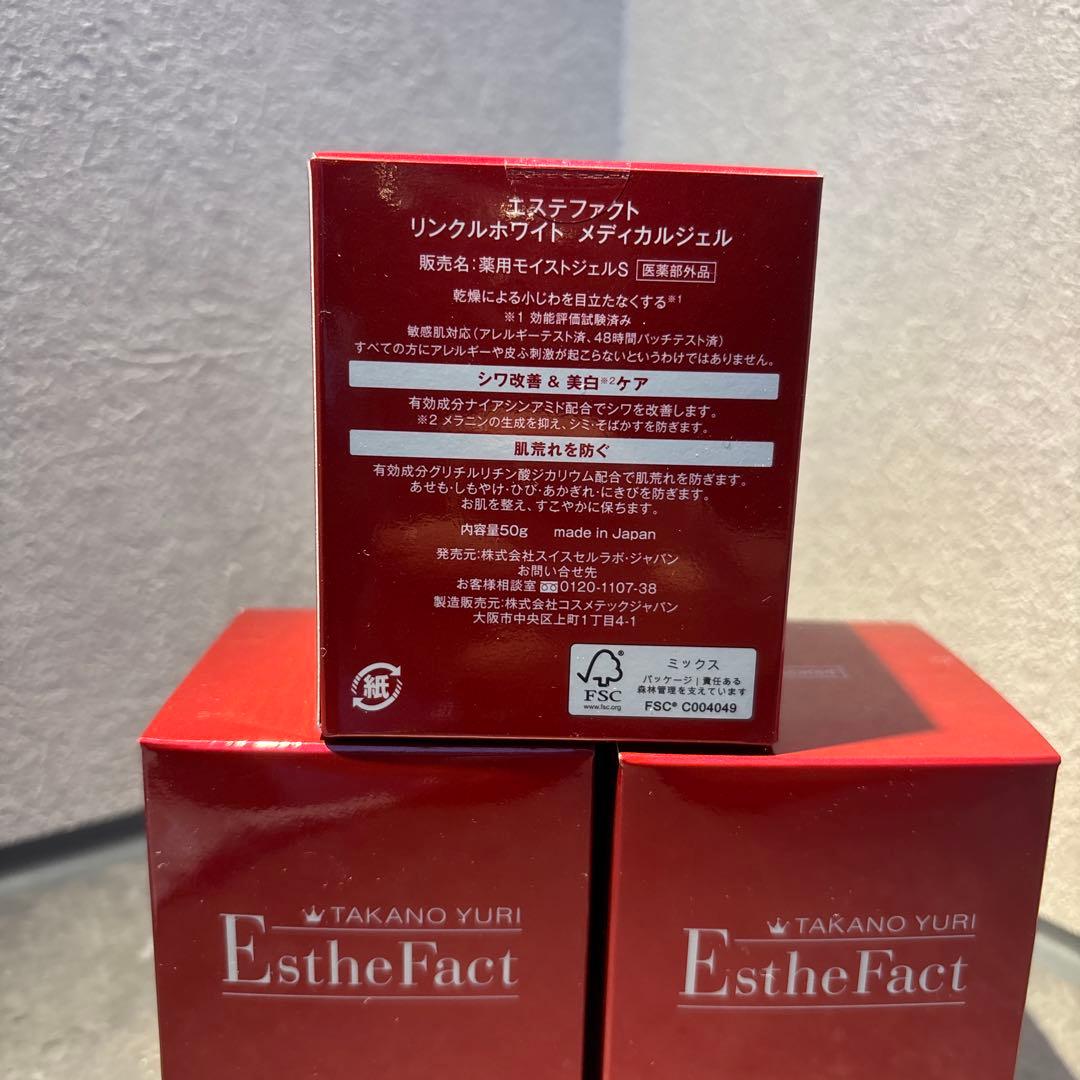 エステファクト
リンクルホワイト メディカルジェル
販売名:薬用モイストジェルS 医薬部外品
乾燥による小じわを目立たなくする※1
※1 効能評価試験済み
敏感肌対応(アレルギーテスト済、48時間パッチテスト済)
すべての方にアレルギーや皮ふ刺激が起こらないというわけではありません。
シワ改善 & 美白※2ケア
有効成分ナイアシンアミド配合でシワを改善します。
※2 メラニンの生成を抑え、シミ・そばかすを防ぎます。
肌荒れを防ぐ
有効成分グリチルリチン酸ジカリウム配合で肌荒れを防ぎます。
あせも・しもやけ・ひび・あかぎれ・にきびを防ぎます。
お肌を整え、すこやかに保ちます。
内容量50g made in Japan
発売元:株式会社スイスセルラボ・ジャパン
お問い合せ先
お客様相談室 0120-1107-38
製造販売元:株式会社コスメテックジャパン
大阪市中央区上町1丁目4-1
紙
FSC®
www.fsc.org
ミックス
パッケージ|責任ある
森林管理を支えています
FSC® C004049
TAKANO YURI
EstheFact
TAKANO YURI
EstheFact